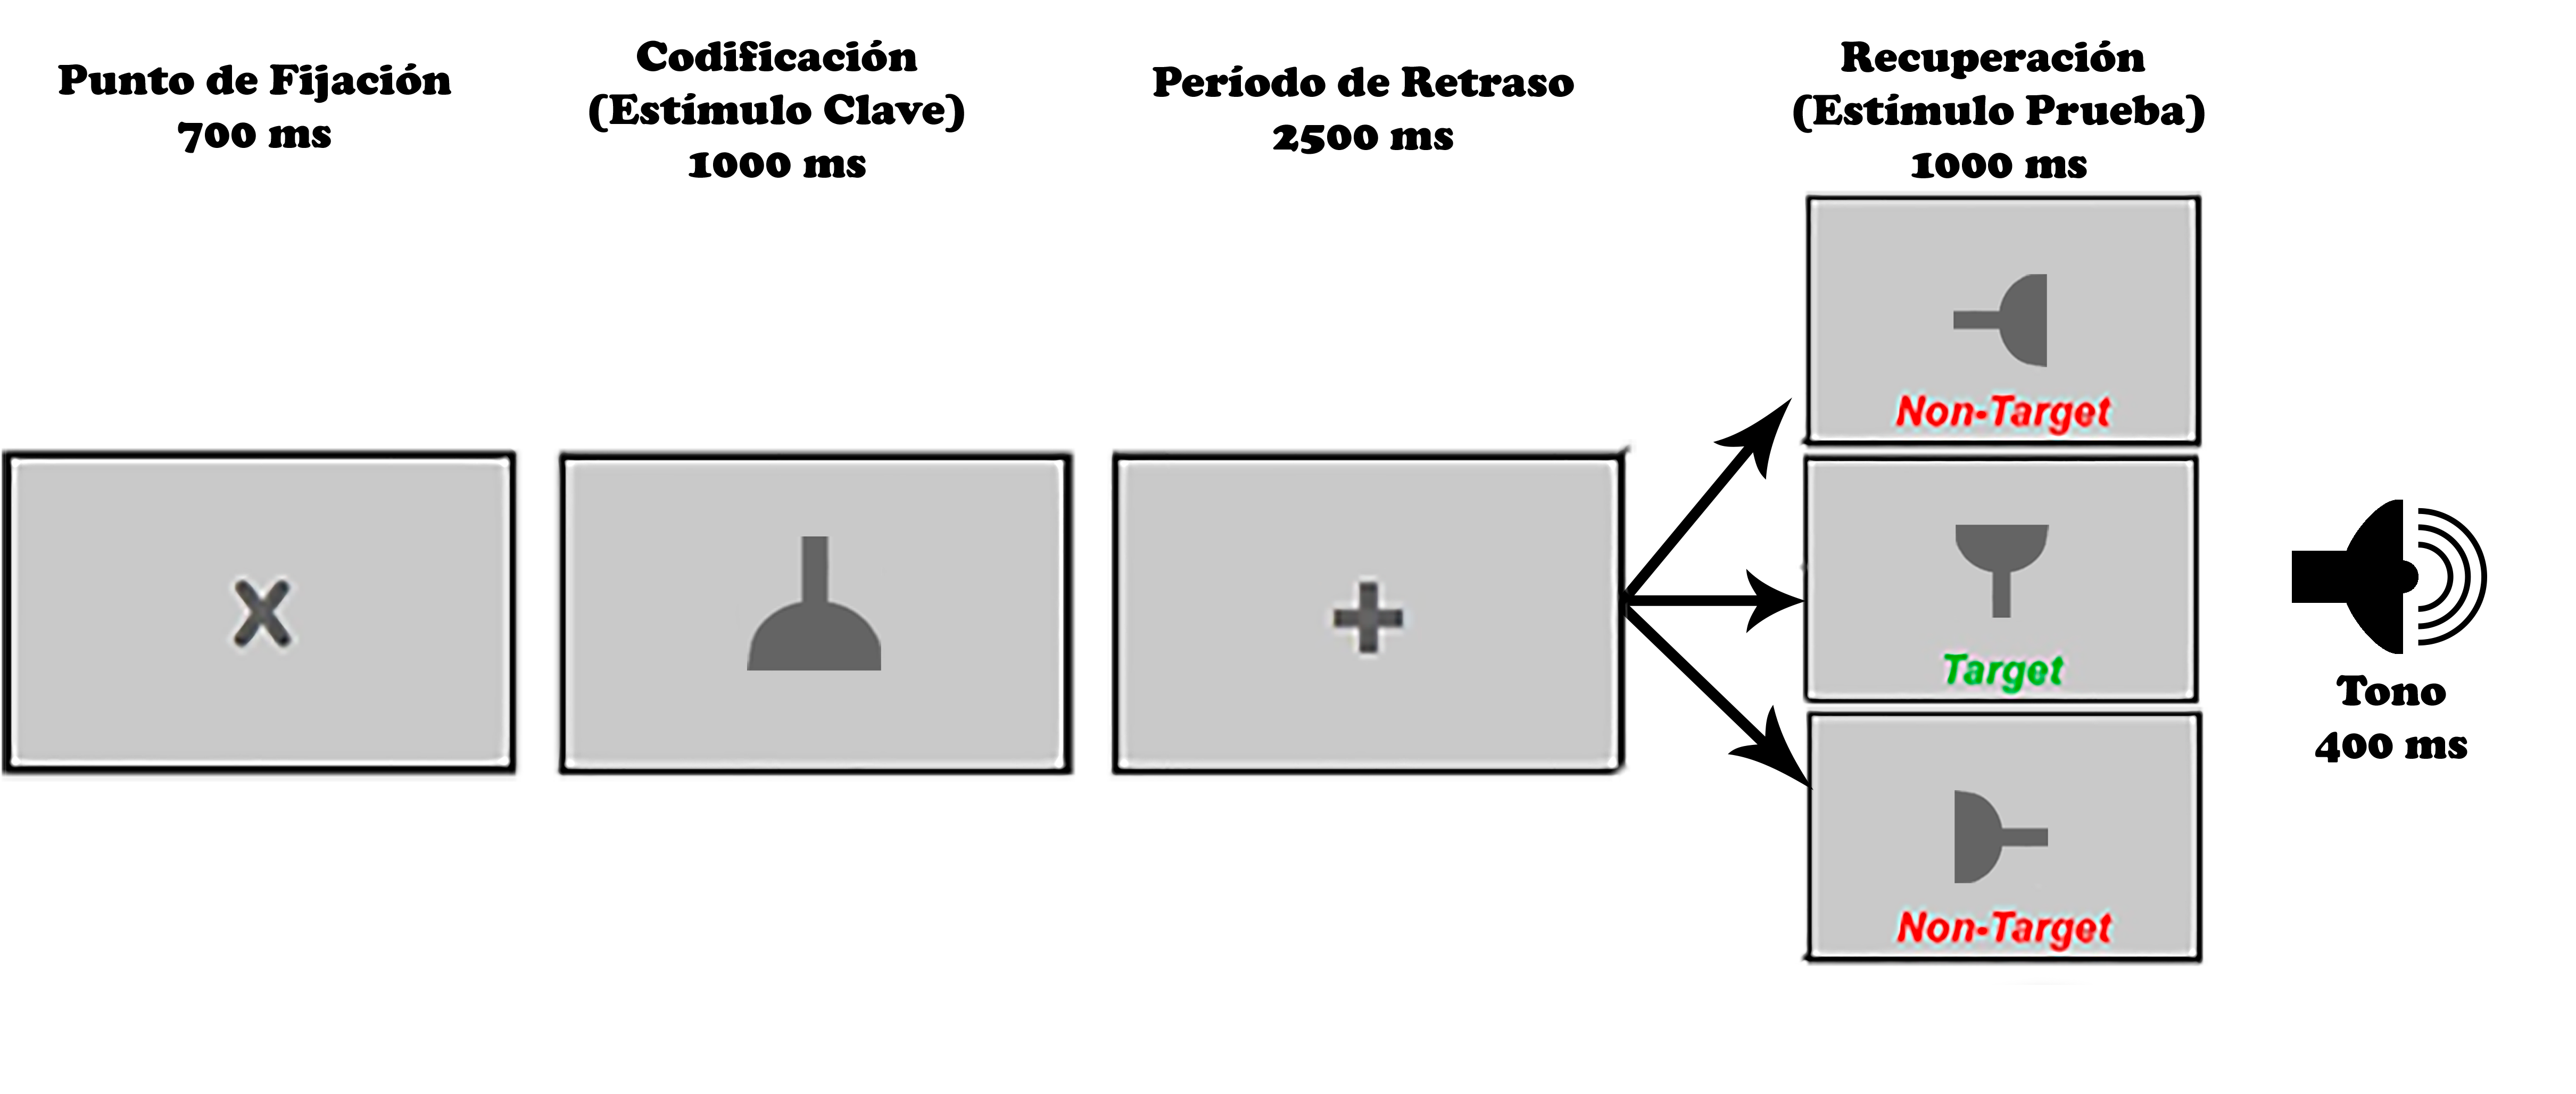 Punto de Fijación
700 ms
Codificación
(Estímulo Clave)
1000 ms
Período de Retraso
2500 ms
Recuperación
(Estímulo Prueba)
1000 ms
Non-Target
Target
Non-Target
Tono
400 ms